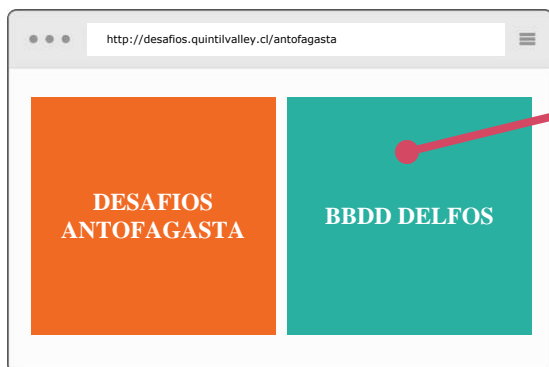 http://desafios.quintilvalley.cl/antofagasta
DESAFIOS
ANTOFAGASTA
BBDD DELFOS